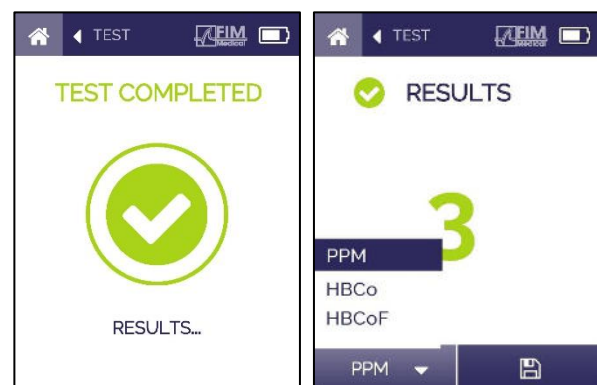 TEST
FIM
Medical
TEST COMPLETED
RESULTS...
TEST
FIM
Medical
RESULTS
3
PPM
HBCo
HBCoF
PPM